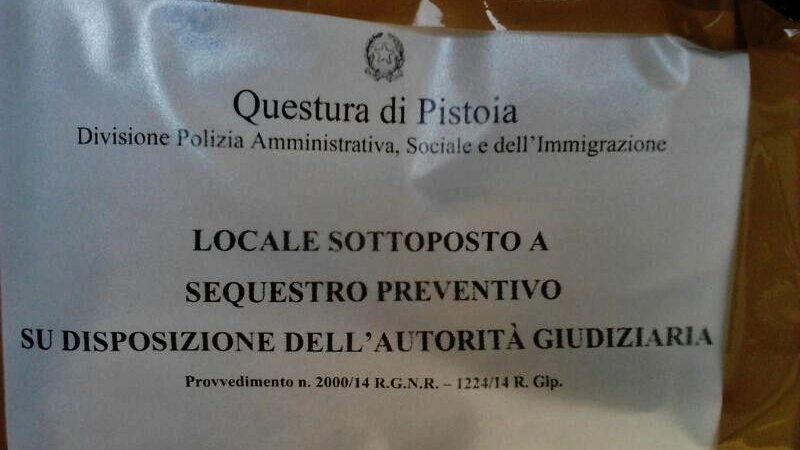 Questura di Pistoia
Divisione Polizia Amministrativa, Sociale e dell'Immigrazione
LOCALE SOTTOPOSTO A
SEQUESTRO PREVENTIVO
SU DISPOSIZIONE DELL'AUTORITÀ GIUDIZIARIA
Provvedimento n. 2000/14 R.G.N.R. – 1224/14 R. Gip.